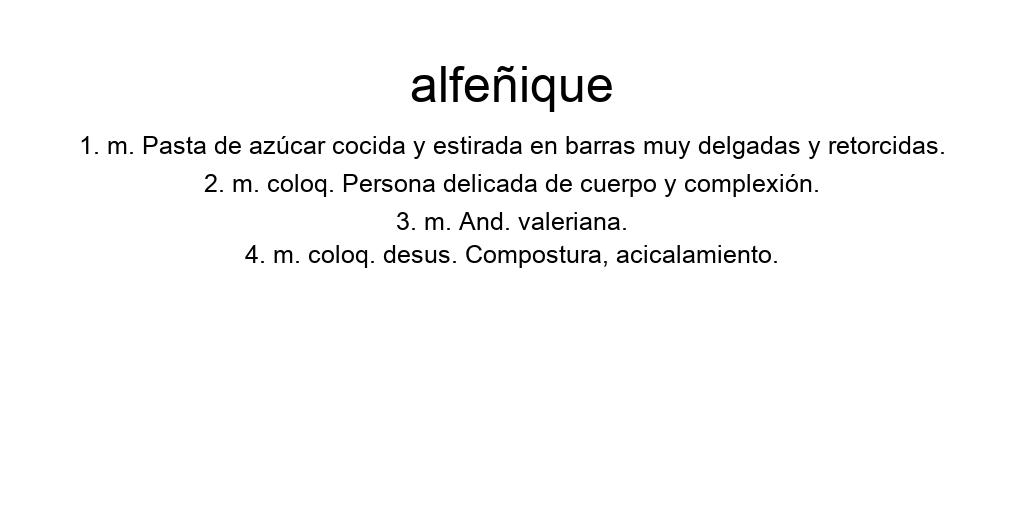 alfeñique
1. m. Pasta de azúcar cocida y estirada en barras muy delgadas y retorcidas.
2. m. coloq. Persona delicada de cuerpo y complexión.
3. m. And. valeriana.
4. m. coloq. desus. Compostura, acicalamiento.